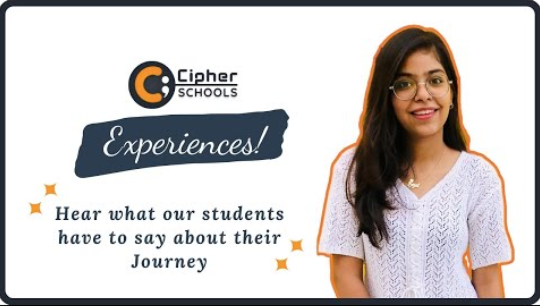 Cipher
SCHOOLS
Experiences!
Hear what our students
have to say about their
Journey